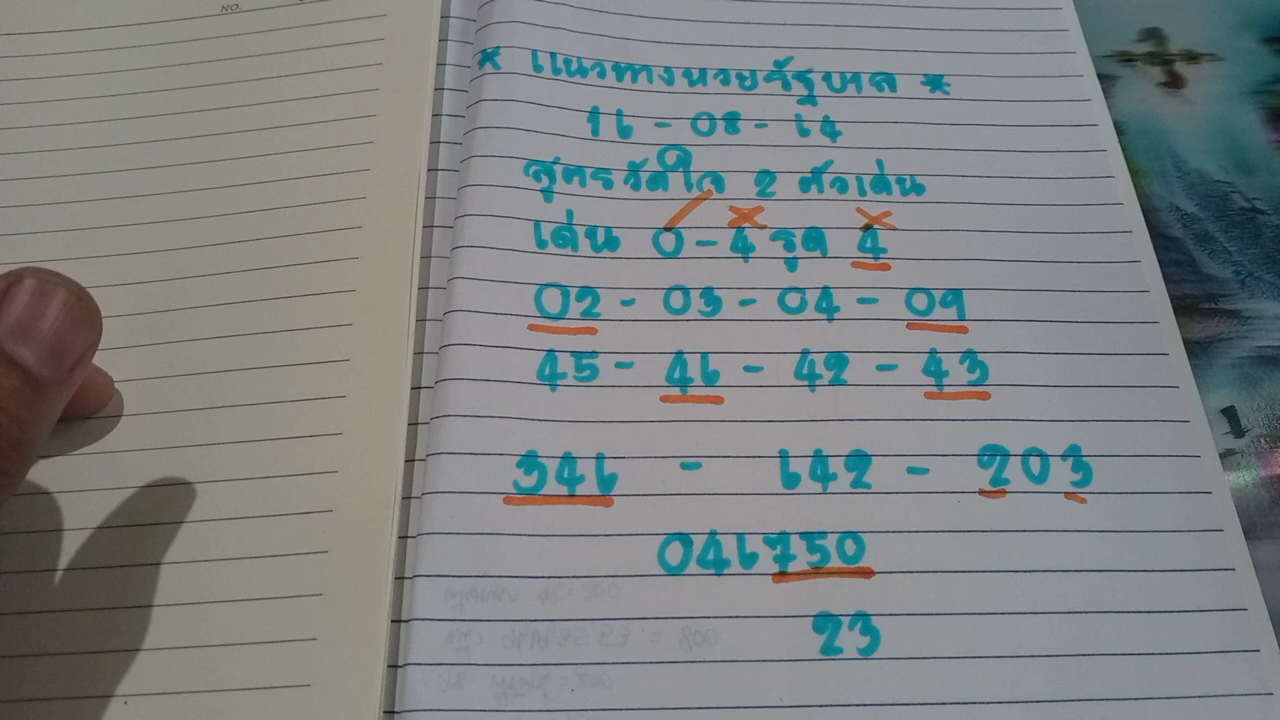 NO.
* แนวทางหวยรัฐบาล *
16 - 08 - 64
สูตรวัดใจ 2 ตัวเด่น
เด่น 0 - 4 รูด 4
02 - 03 - 04 - 09
45 - 46 - 42 - 43
346 - 642 - 203
046750
23